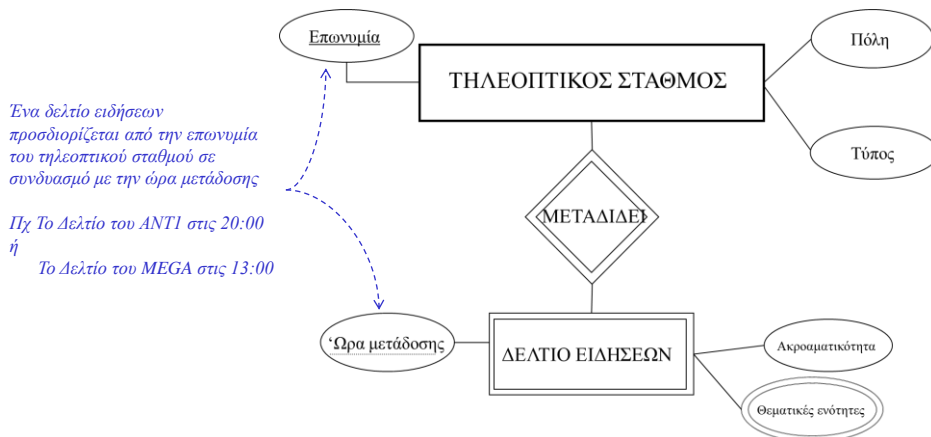 Επωνυμία
Πόλη
ΤΗΛΕΟΠΤΙΚΟΣ ΣΤΑΘΜΟΣ
Ένα δελτίο ειδήσεων
προσδιορίζεται από την επωνυμία
του τηλεοπτικού σταθμού σε
συνδυασμό με την ώρα μετάδοσης
Τύπος
Πχ Το Δελτίο του ΑΝΤ1 στις 20:00
ή
Το Δελτίο του MEGA στις 13:00
ΜΕΤΑΔΙΔΕΙ
‘Ωρα μετάδοσης
ΔΕΛΤΙΟ ΕΙΔΗΣΕΩΝ
Ακροαματικότητα
Θεματικές ενότητες